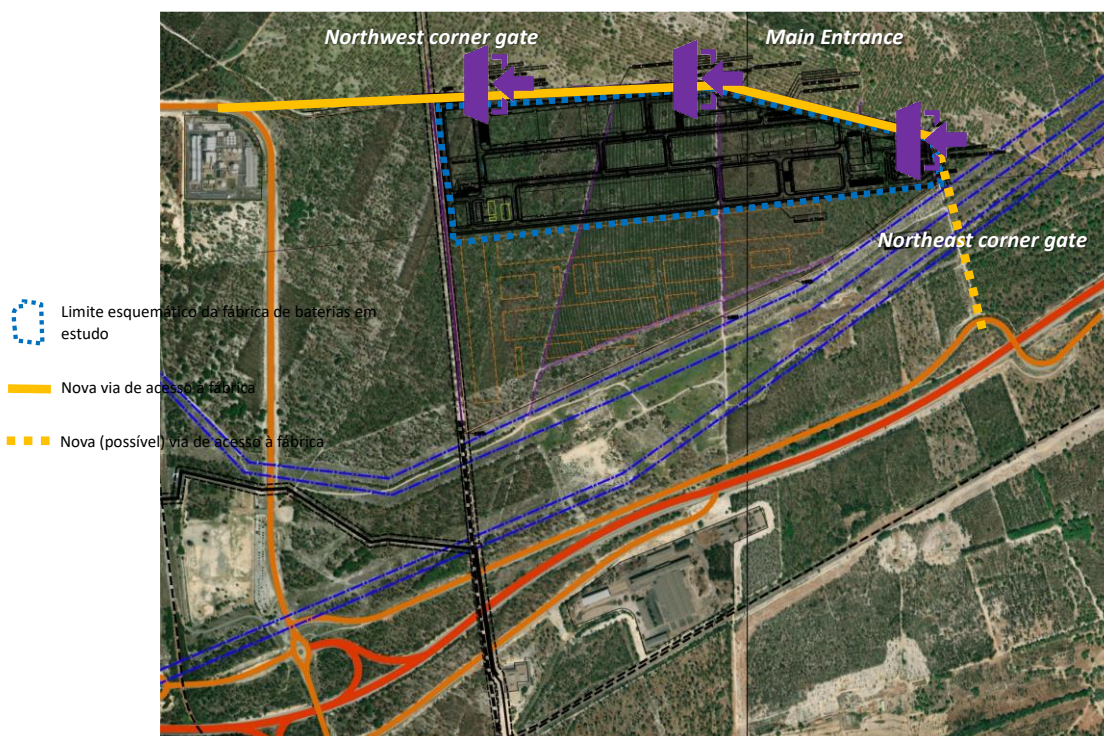 Northwest corner gate
Main Entrance
Northeast corner gate
Limite esquemático da fábrica de baterias em
estudo
Nova via de acesso à fábrica
Nova (possível) via de acesso à fábrica